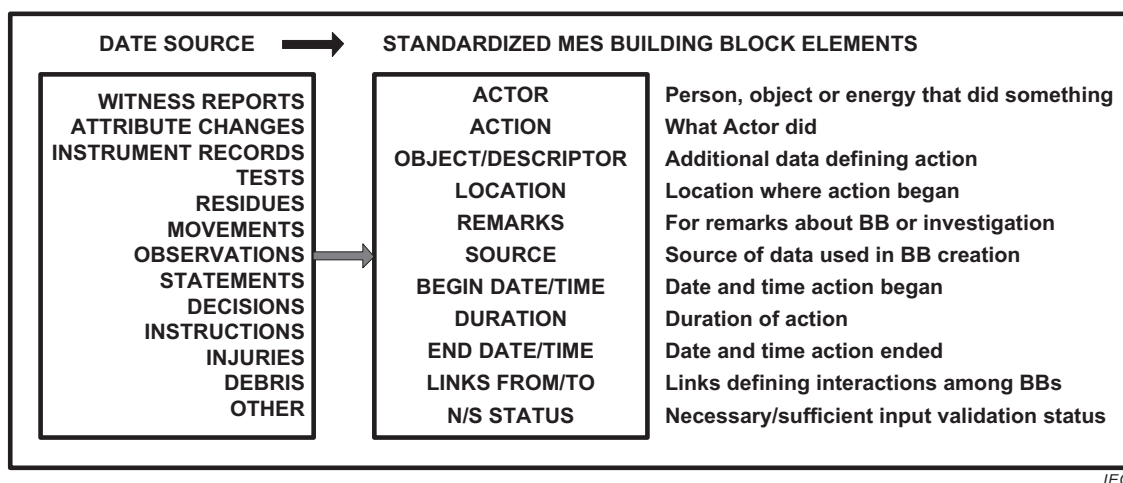 DATE SOURCE STANDARDIZED MES BUILDING BLOCK ELEMENTS
WITNESS REPORTS
ATTRIBUTE CHANGES
INSTRUMENT RECORDS
TESTS
RESIDUES
MOVEMENTS
OBSERVATIONS
STATEMENTS
DECISIONS
INSTRUCTIONS
INJURIES
DEBRIS
OTHER
ACTOR Person, object or energy that did something
ACTION What Actor did
OBJECT/DESCRIPTOR Additional data defining action
LOCATION Location where action began
REMARKS For remarks about BB or investigation
SOURCE Source of data used in BB creation
BEGIN DATE/TIME Date and time action began
DURATION Duration of action
END DATE/TIME Date and time action ended
LINKS FROM/TO Links defining interactions among BBs
N/S STATUS Necessary/sufficient input validation status
IEC